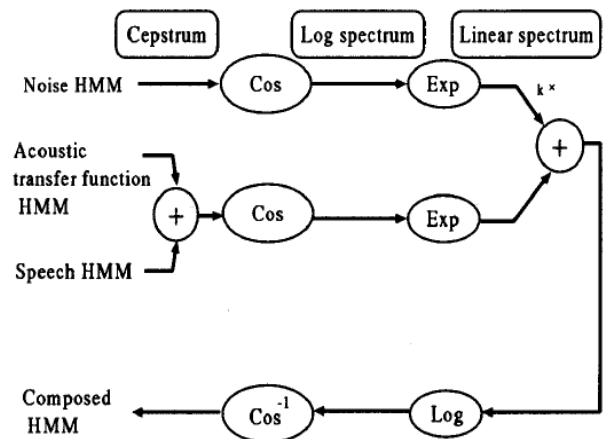 Cepstrum
Log spectrum
Linear spectrum
Noise HMM
Cos
Exp
k ×
+
Acoustic
transfer function
HMM
+
Cos
Exp
Speech HMM
Composed
HMM
Cos⁻¹
Log